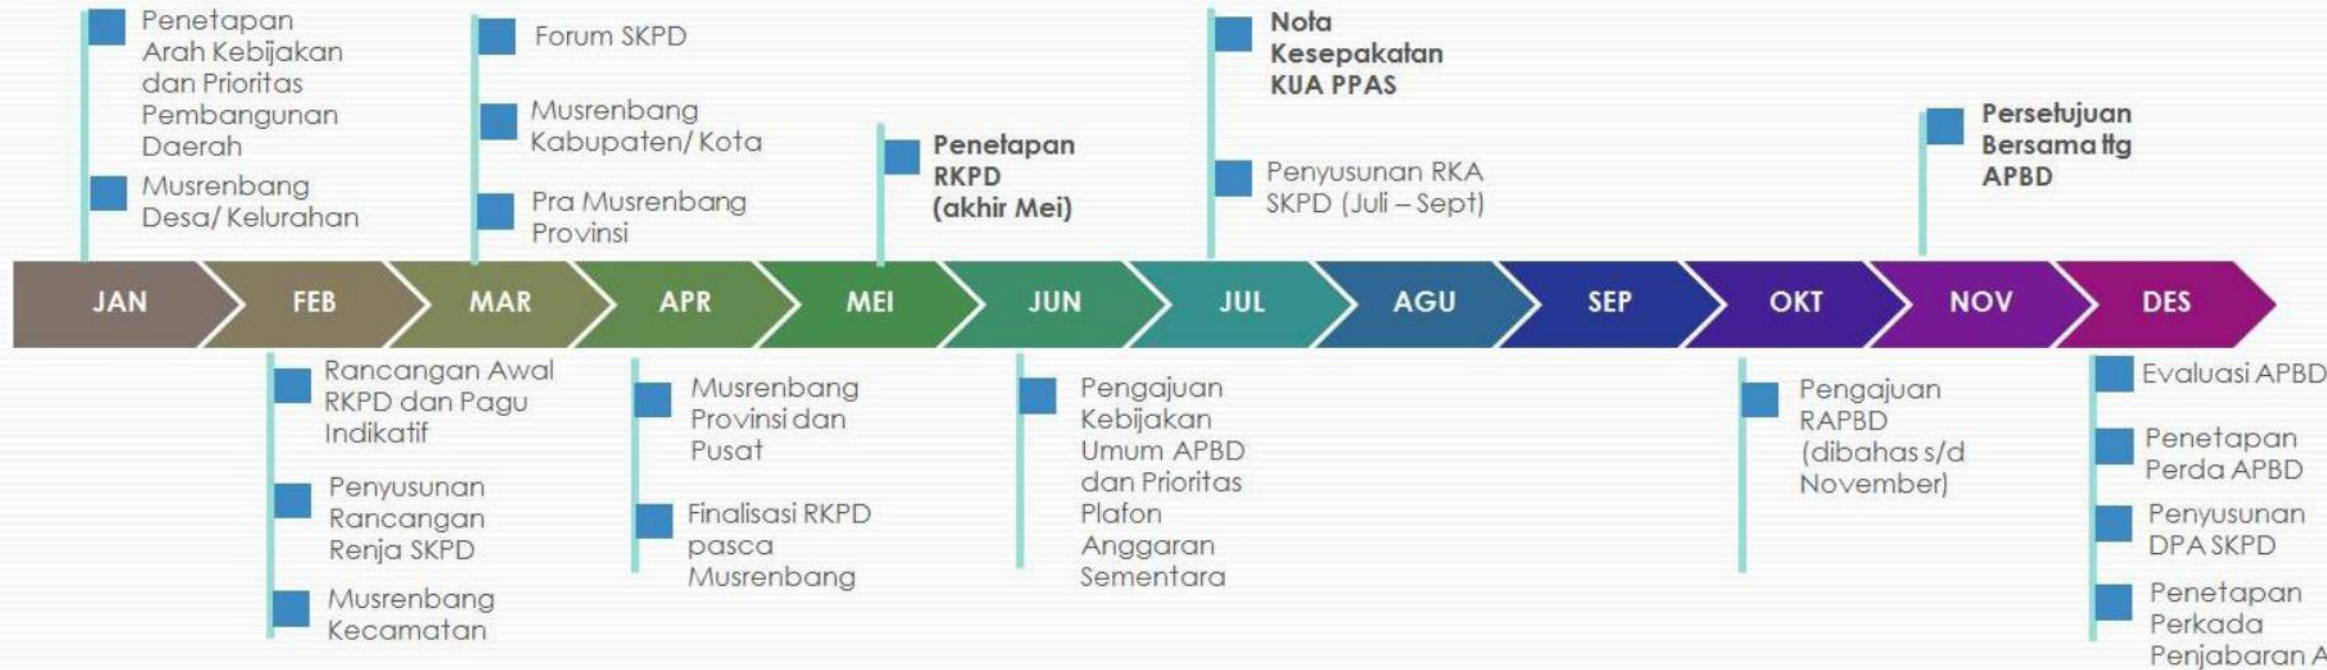 Penetapan
Arah Kebijakan
dan Prioritas
Pembangunan
Daerah
Musrenbang
Desa/ Kelurahan
Forum SKPD
Musrenbang
Kabupaten/ Kota
Pra Musrenbang
Provinsi
Penetapan
RKPD
(akhir Mei)
Nota
Kesepakatan
KUA PPAS
Penyusunan RKA
SKPD (Juli – Sept)
Persetujuan
Bersama ttg
APBD
JAN
FEB
MAR
APR
MEI
JUN
JUL
AGU
SEP
OKT
NOV
DES
Rancangan Awal
RKPD dan Pagu
Indikatif
Penyusunan
Rancangan
Renja SKPD
Musrenbang
Kecamatan
Musrenbang
Provinsi dan
Pusat
Finalisasi RKPD
pasca
Musrenbang
Pengajuan
Kebijakan
Umum APBD
dan Prioritas
Plafon
Anggaran
Sementara
Pengajuan
RAPBD
(dibahas s/d
November)
Evaluasi APBD
Penetapan
Perda APBD
Penyusunan
DPA SKPD
Penetapan
Perkada
Penjabaran A